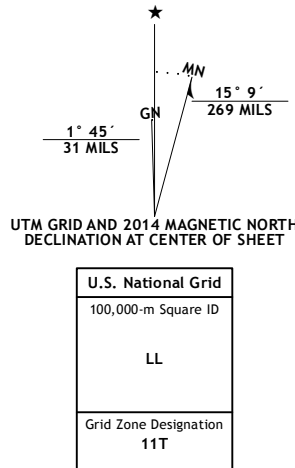 ★
MN
GN
15° 9´
269 MILS
1° 45´
31 MILS
UTM GRID AND 2014 MAGNETIC NORTH
DECLINATION AT CENTER OF SHEET
U.S. National Grid
100,000-m Square ID
LL
Grid Zone Designation
11T